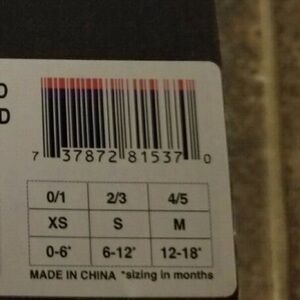 D
D
7 37872 81537 0
0/1 2/3 4/5
XS S M
0-6* 6-12* 12-18*
MADE IN CHINA *sizing in months